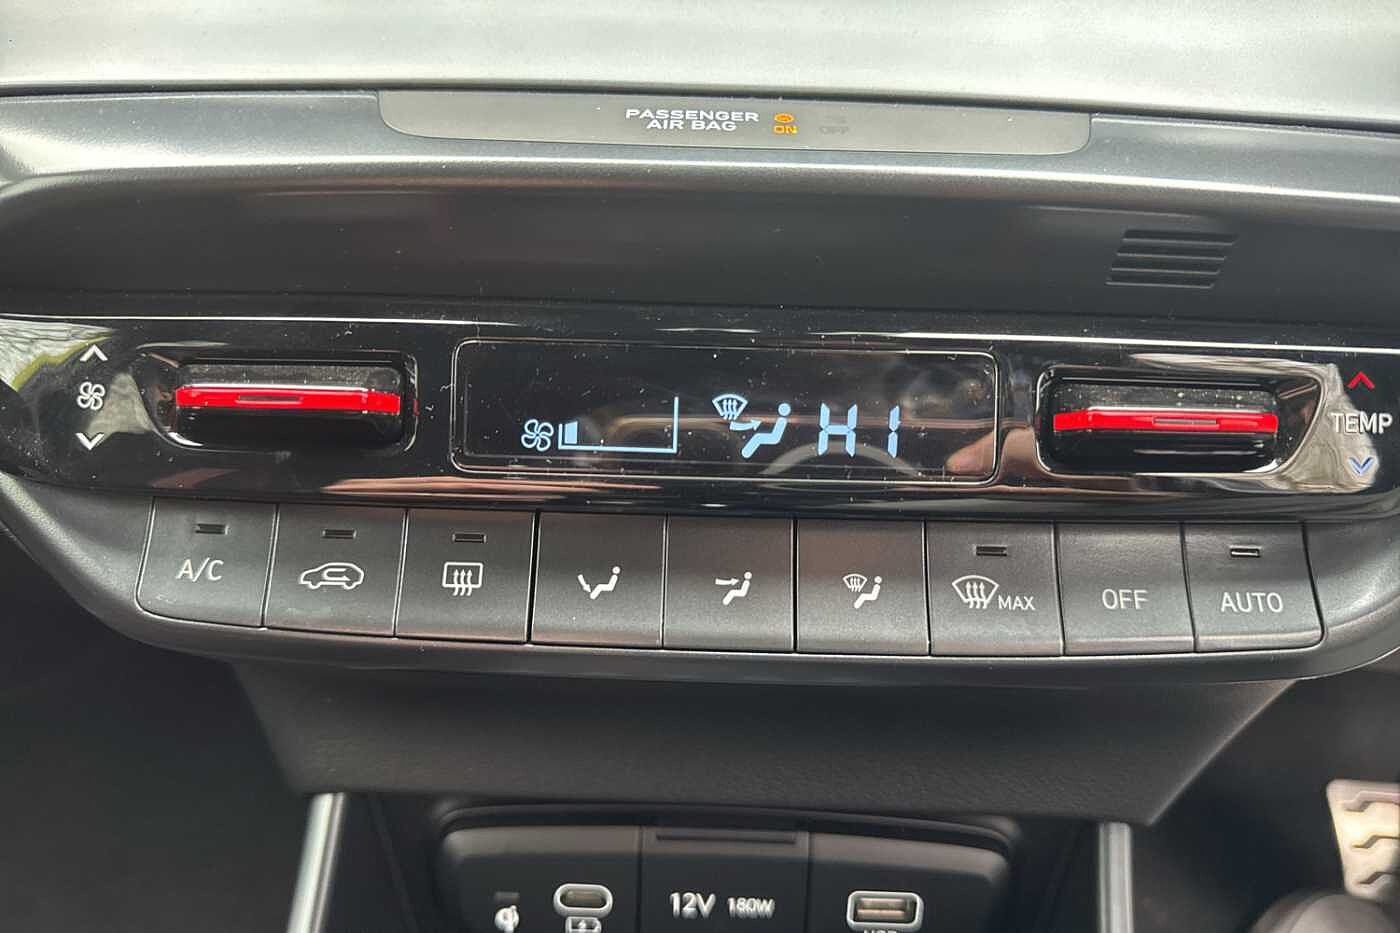 PASSENGER
AIR BAG
ON
OFF
HI
TEMP
A/C
MAX
OFF
AUTO
12V 180W